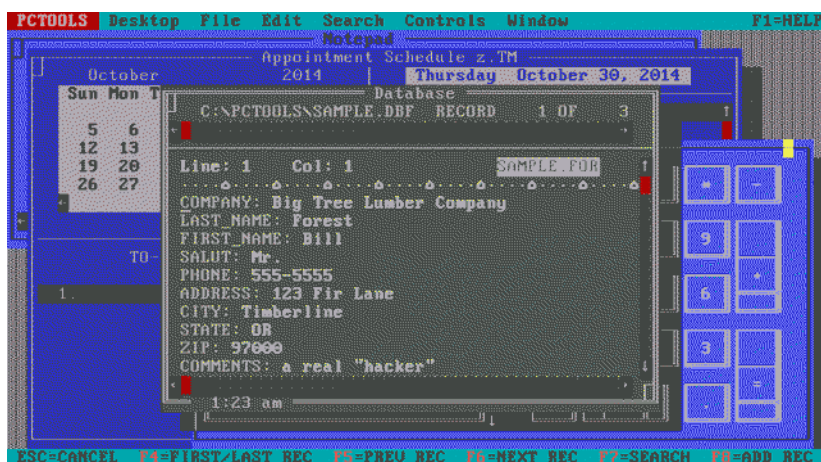 PCTOOLS Desktop File Edit Search Controls Window F1=HELP
Notepad
Appointment Schedule z.TM
October 2014 Thursday October 30, 2014
Sun Mon T
Database
C:\PCTOOLS\SAMPLE.DBF RECORD 1 OF 3
5 6
12 13
19 20
26 27
Line: 1 Col: 1 SAMPLE.FOR
COMPANY: Big Tree Lumber Company
LAST_NAME: Forest
FIRST_NAME: Bill
SALUT: Mr.
PHONE: 555-5555
ADDRESS: 123 Fir Lane
CITY: Timberline
STATE: OR
ZIP: 97000
COMMENTS: a real "hacker"
TO-
1.
9
6
3
* -
+
=
.
1:23 am
ESC=CANCEL F4=FIRST/LAST REC F5=PREV REC F6=NEXT REC F7=SEARCH F8=ADD REC